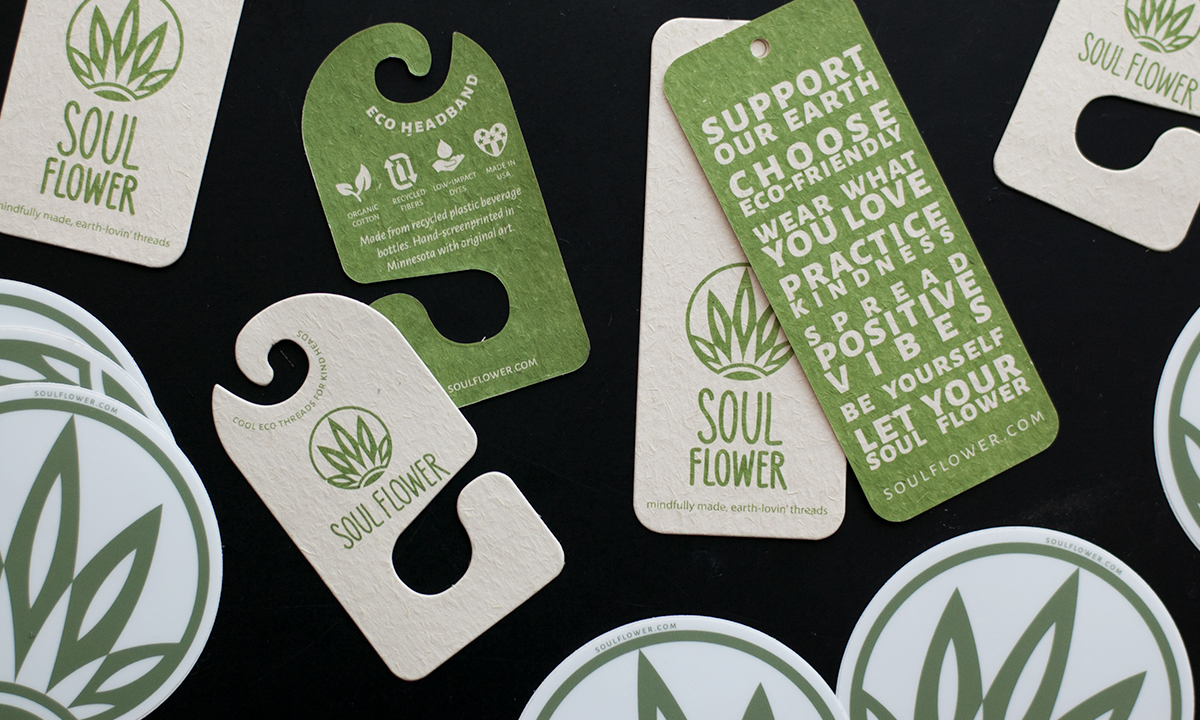 SOUL
FLOWER
mindfully made, earth-lovin' threads
ECO HEADBAND
ORGANIC
COTTON
RECYCLED
FIBERS
LOW-IMPACT
DYES
MADE IN
USA
Made from recycled plastic beverage
bottles. Hand-screenprinted in
Minnesota with original art
SOULFLOWER.COM
COOL ECO THREADS FOR KIND HEADS
SOUL FLOWER
SOUL
FLOWER
mindfully made, earth-lovin' threads
SUPPORT
OUR EARTH
CHOOSE
ECO-FRIENDLY
WEAR WHAT
YOU LOVE
PRACTICE
KINDNESS
SPREAD
POSITIVE
VIBES
BE YOURSELF
LET YOUR
SOUL FLOWER
SOULFLOWER.COM
SOUL FLOWER
SOULFLOWER.COM
SOULFLOWER.COM
SOULFLOWER.COM